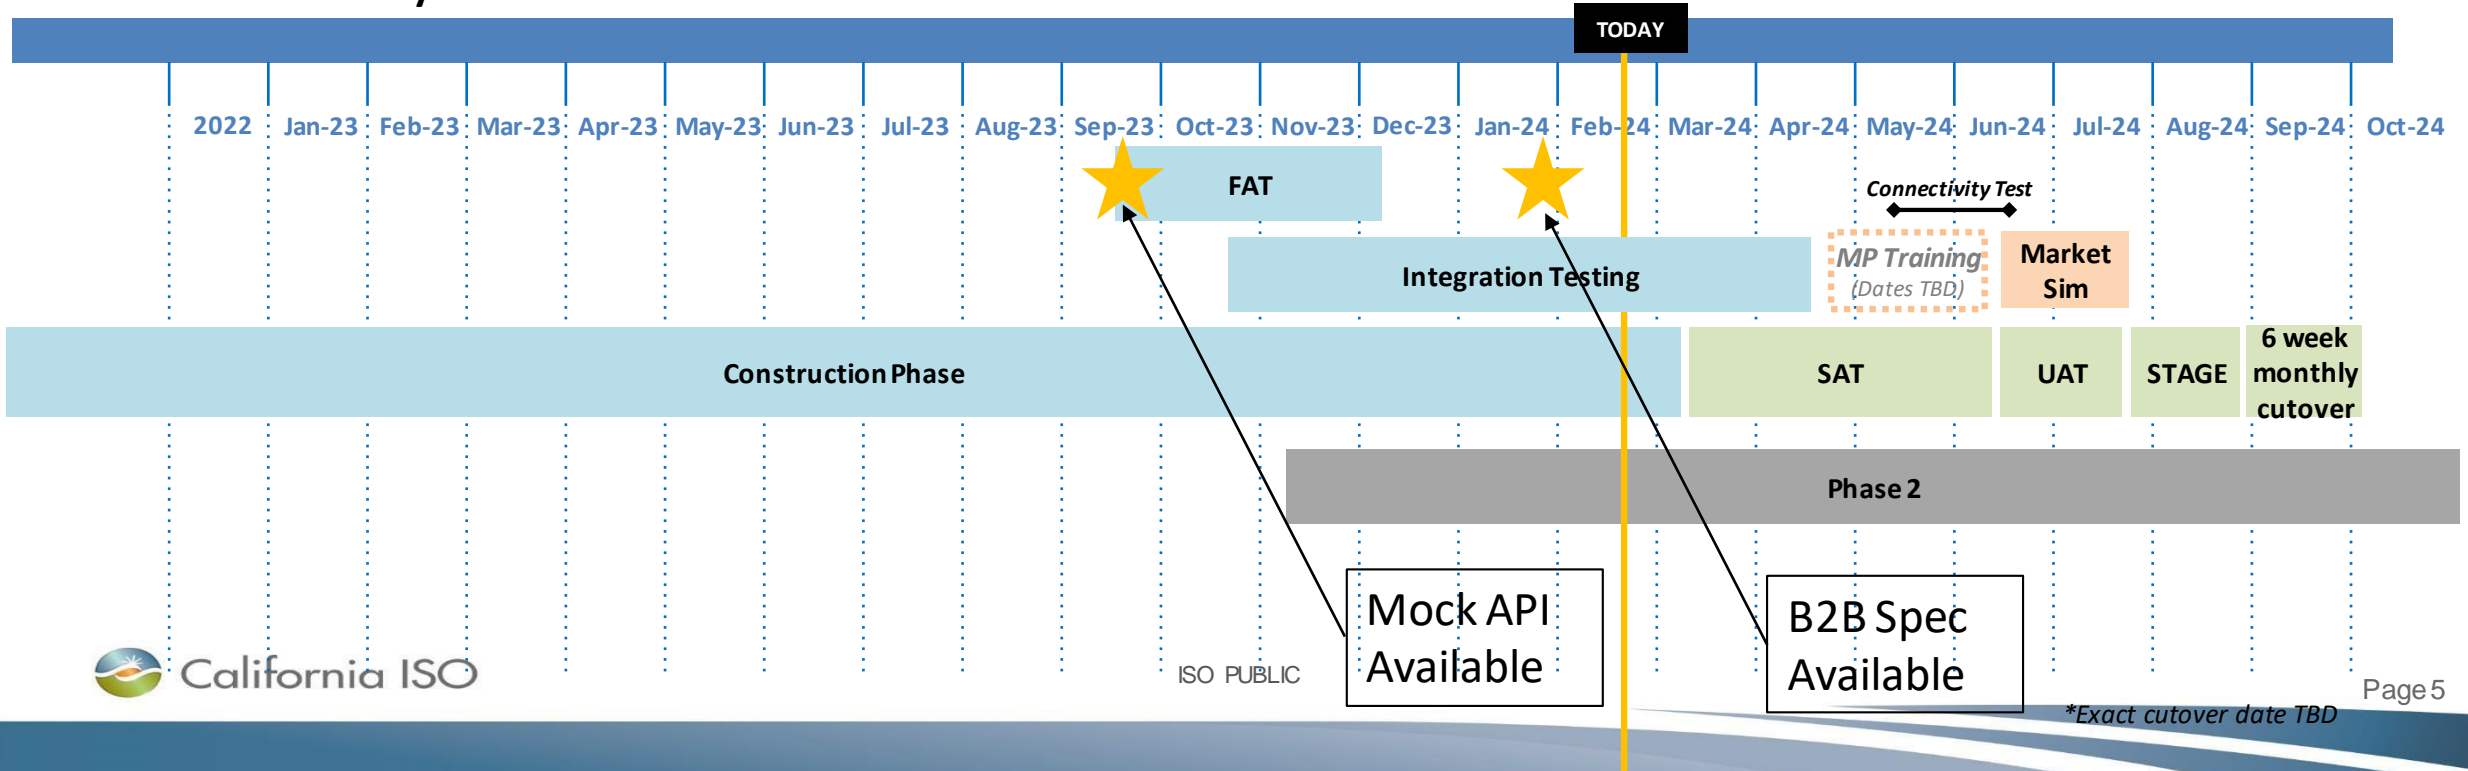 TODAY
2022 Jan-23 Feb-23 Mar-23 Apr-23 May-23 Jun-23 Jul-23 Aug-23 Sep-23 Oct-23 Nov-23 Dec-23 Jan-24 Feb-24 Mar-24 Apr-24 May-24 Jun-24 Jul-24 Aug-24 Sep-24 Oct-24
FAT
Connectivity Test
Integration Testing
MP Training
(Dates TBD)
Market
Sim
Construction Phase
SAT
UAT
STAGE
6 week
monthly
cutover
Phase 2
Mock API
Available
B2B Spec
Available
California ISO
ISO PUBLIC
Page 5
*Exact cutover date TBD